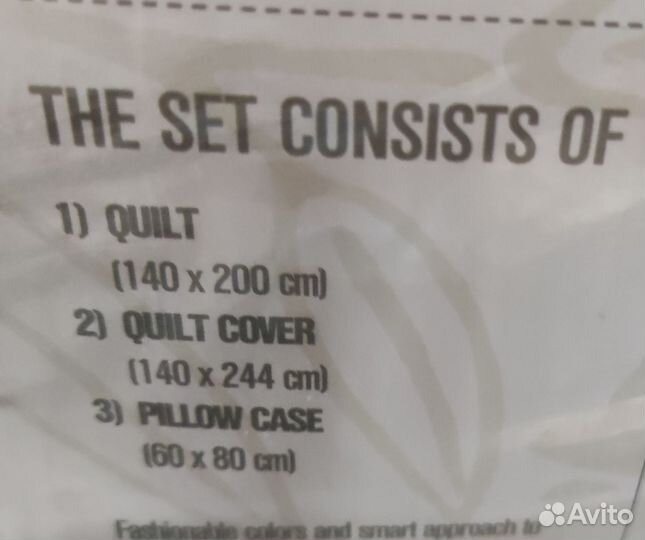 THE SET CONSISTS OF
1) QUILT
(140 x 200 cm)
2) QUILT COVER
(140 x 244 cm)
3) PILLOW CASE
(60 x 80 cm)
Fashionable colors and smart approach to
Avito